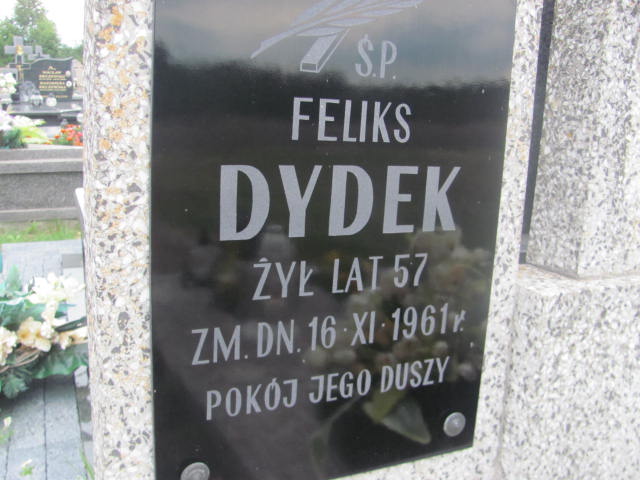 Ś.P.
FELIKS
DYDEK
ŻYŁ LAT 57
ZM. DN. 16·XI·1961 r.
POKÓJ JEGO DUSZY